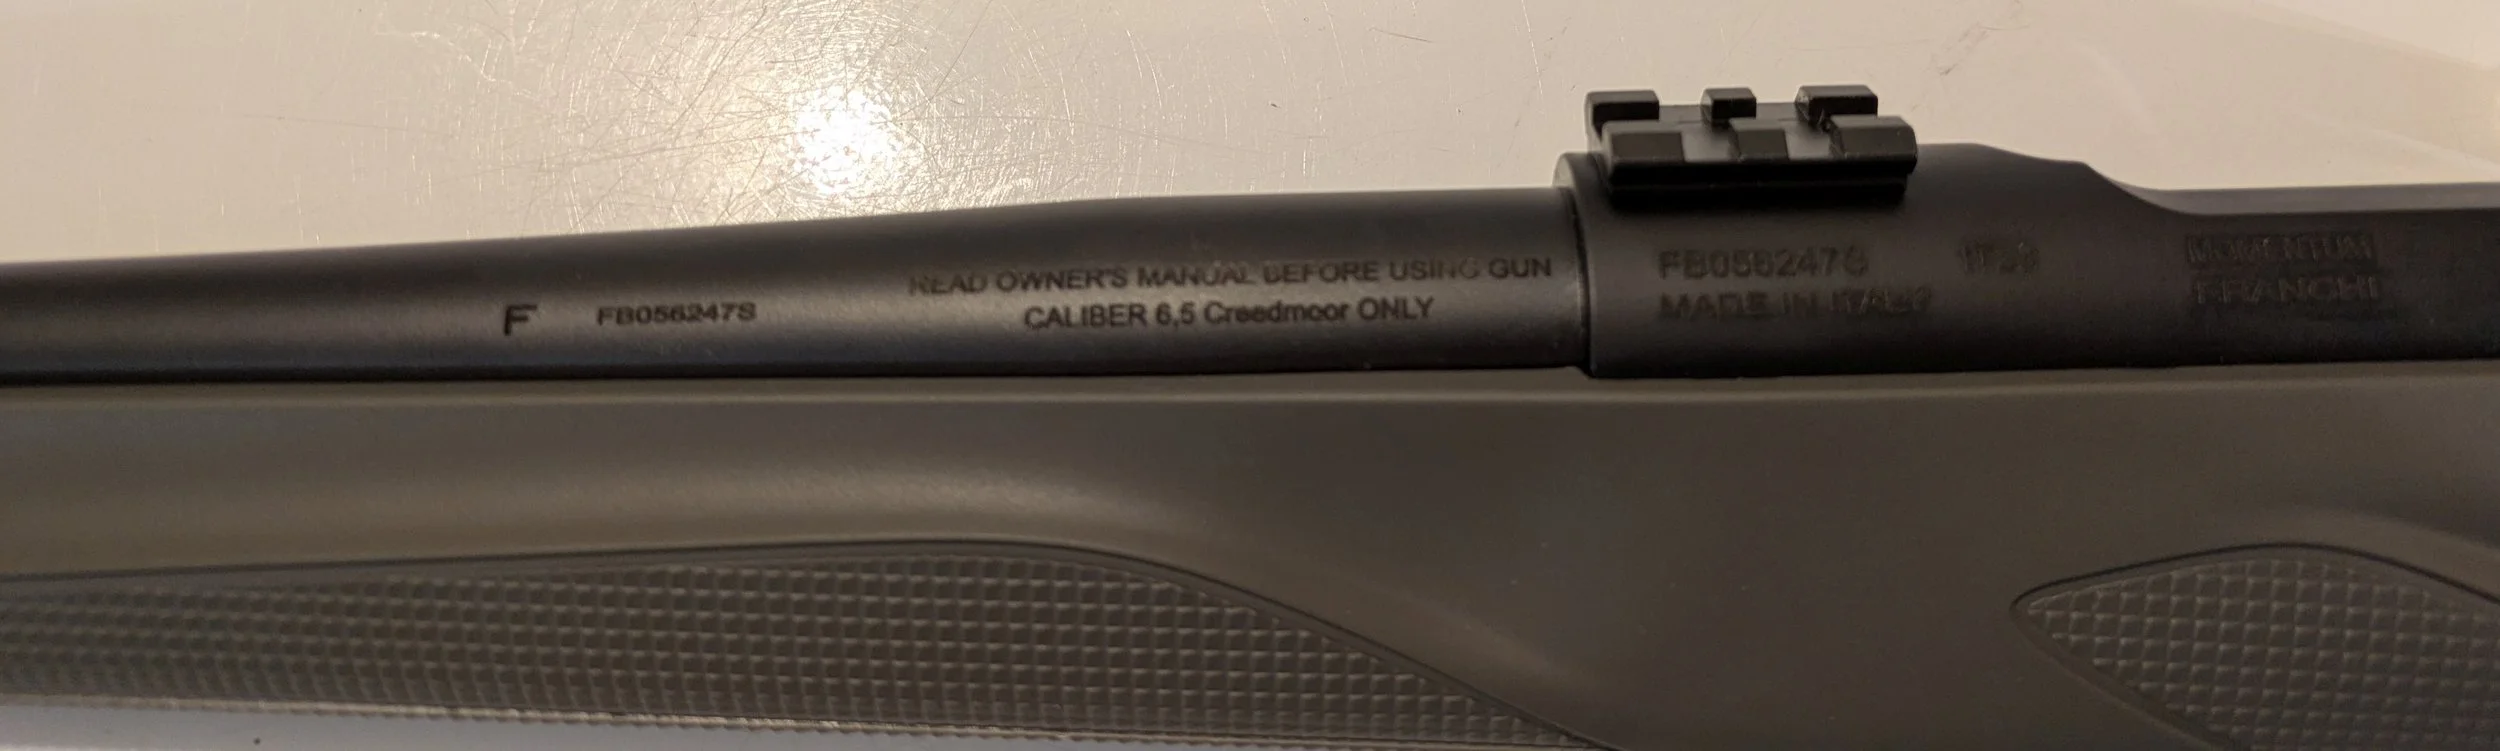 F
FB056247S
READ OWNER'S MANUAL BEFORE USING GUN
CALIBER 6,5 Creedmoor ONLY
FB056247S
MADE IN ITALY
MOMENTUM
FRANCHI